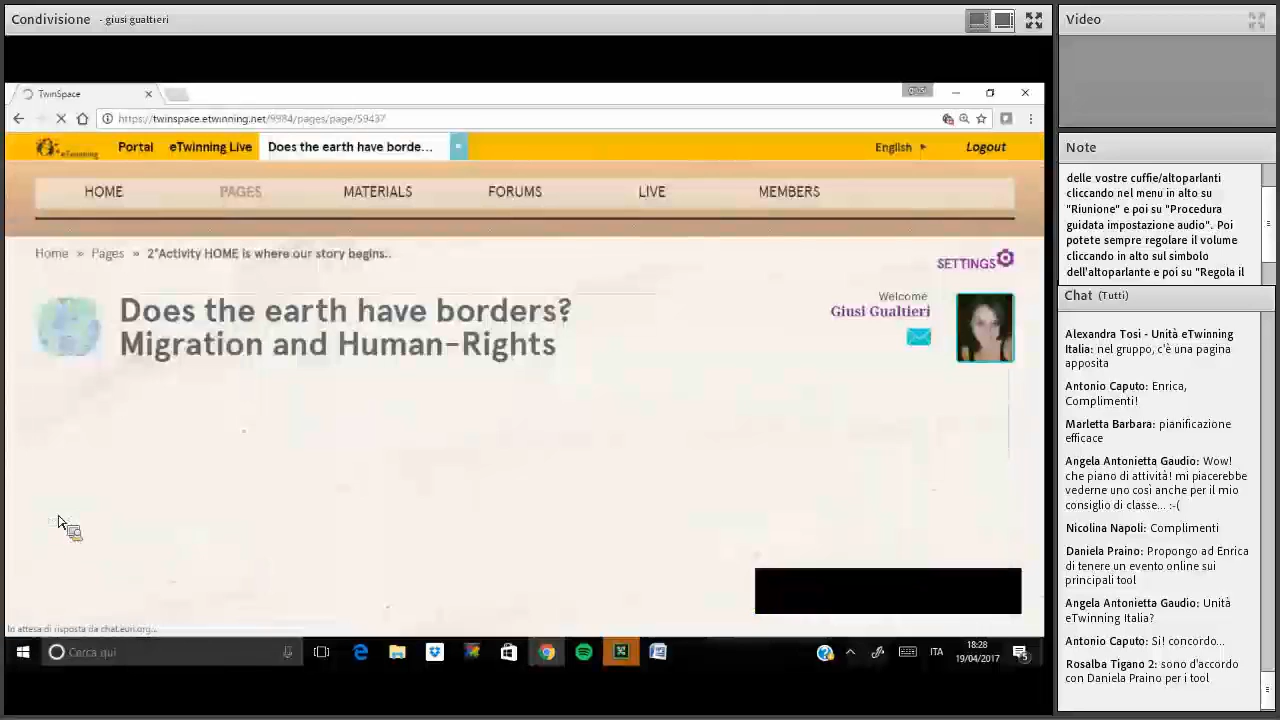 Condivisione - giusi gualtieri
TwinSpace
giusi
https://twinspace.etwinning.net/9984/pages/page/59437
eTwinning Portal eTwinning Live Does the earth have borde... English Logout
HOME PAGES MATERIALS FORUMS LIVE MEMBERS
Home » Pages » 2°Activity HOME is where our story begins..
SETTINGS
Does the earth have borders?
Migration and Human-Rights
Welcome
Giusi Gualtieri
In attesa di risposta da chat.eun.org...
Cerca qui
ITA
18:28
19/04/2017
5
Video
Note
delle vostre cuffie/altoparlanti
cliccando nel menu in alto su
"Riunione" e poi su "Procedura
guidata impostazione audio". Poi
potete sempre regolare il volume
cliccando in alto sul simbolo
dell'altoparlante e poi su "Regola il
Chat (Tutti)
Alexandra Tosi - Unità eTwinning
Italia: nel gruppo, c'è una pagina
apposita
Antonio Caputo: Enrica,
Complimenti!
Marletta Barbara: pianificazione
efficace
Angela Antonietta Gaudio: Wow!
che piano di attività! mi piacerebbe
vederne uno così anche per il mio
consiglio di classe... :-(
Nicolina Napoli: Complimenti
Daniela Praino: Propongo ad Enrica
di tenere un evento online sui
principali tool
Angela Antonietta Gaudio: Unità
eTwinning Italia?
Antonio Caputo: Si! concordo...
Rosalba Tigano 2: sono d'accordo
con Daniela Praino per i tool